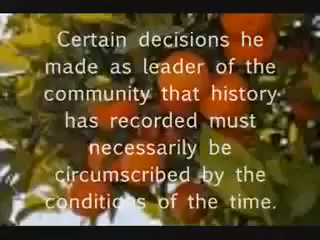 Certain decisions he
made as leader of the
community that history
has recorded must
necessarily be
circumscribed by the
conditions of the time.